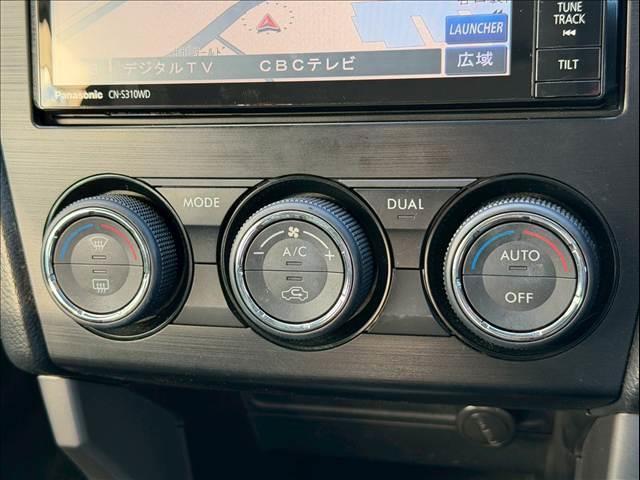 LAUNCHER
広域
デジタルTV CBCテレビ
TUNE
TRACK
TILT
Panasonic CN-S310WD
MODE
DUAL
- A/C +
AUTO
OFF